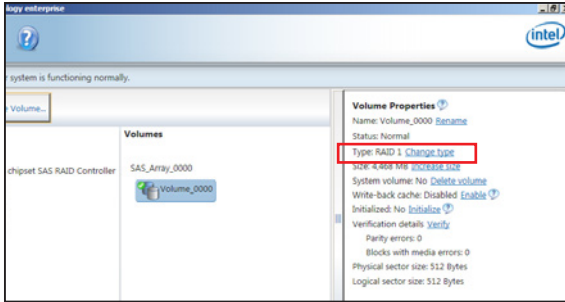 logy enterprise
?
intel
system is functioning normally.
Volume...
chipset SAS RAID Controller
Volumes
SAS_Array_0000
Volume_0000
Volume Properties ?
Name: Volume_0000 Rename
Status: Normal
Type: RAID 1 Change type
Size: 4,468 MB Increase size
System volume: No Delete volume
Write-back cache: Disabled Enable ?
Initialized: No Initialize ?
Verification details Verify
Parity errors: 0
Blocks with media errors: 0
Physical sector size: 512 Bytes
Logical sector size: 512 Bytes